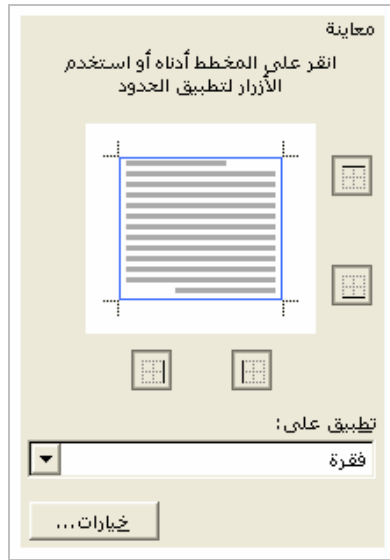 معاينة
انقر على المخطط أدناه أو استخدم
الأزرار لتطبيق الحدود
تطبيق على:
فقرة
خيارات...